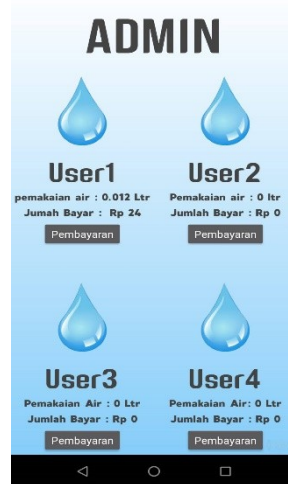 ADMIN
User1
pemakaian air : 0.012 Ltr
Jumah Bayar : Rp 24
Pembayaran
User2
Pemakaian air : 0 ltr
Jumlah Bayar : Rp 0
Pembayaran
User3
Pemakaian Air : 0 Ltr
Jumlah Bayar : Rp 0
Pembayaran
User4
Pemakaian Air: 0 Ltr
Jumlah Bayar : Rp 0
Pembayaran